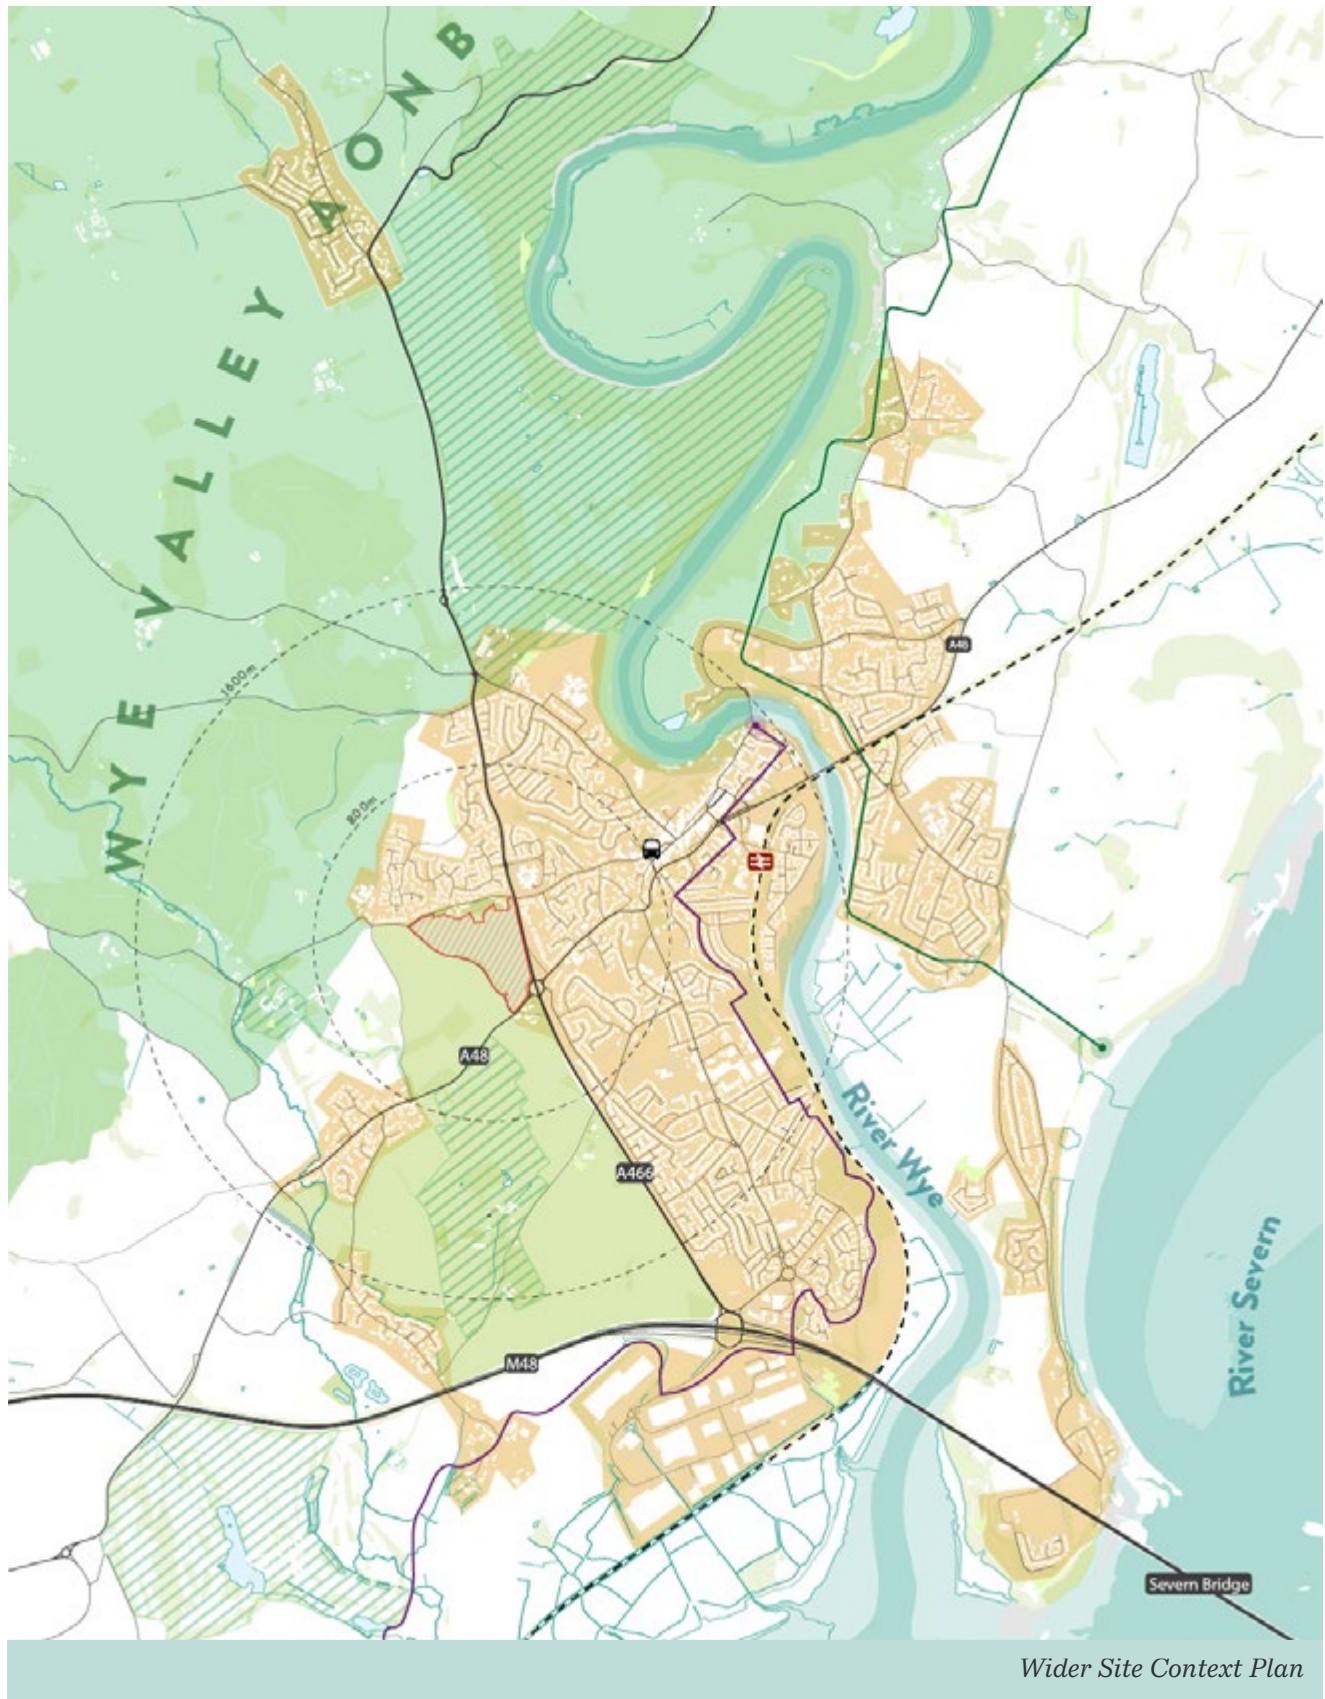 WYE VALLEY AONB
A48
1600m
800m
A48
River Wye
A466
River Severn
M48
Severn Bridge
Wider Site Context Plan